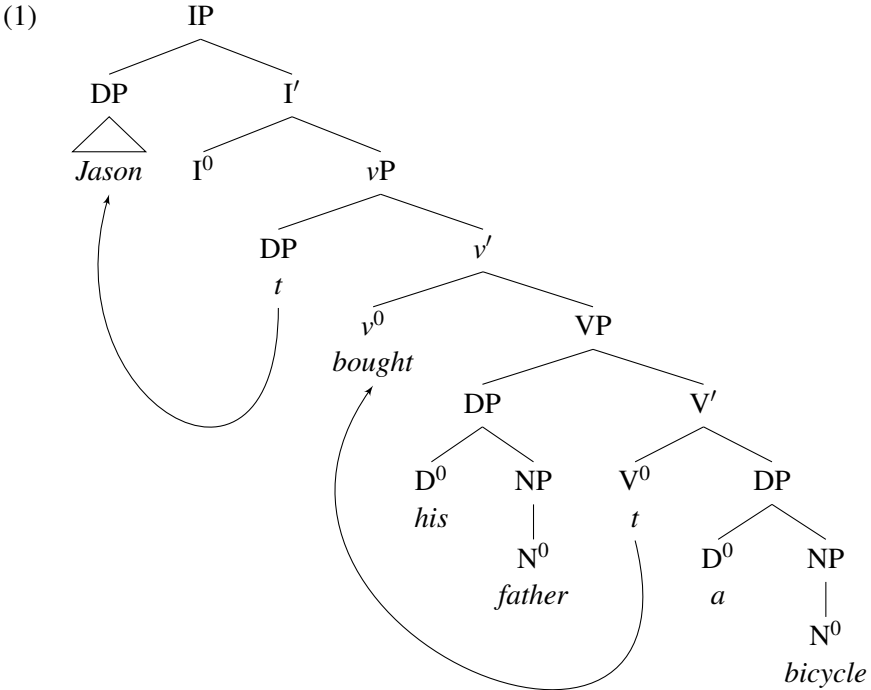 (1) IP
DP I′
Jason I⁰ vP
DP v′
t
v⁰ VP
bought
DP V′
D⁰ NP V⁰ DP
his t
N⁰ D⁰ NP
father a
N⁰
bicycle